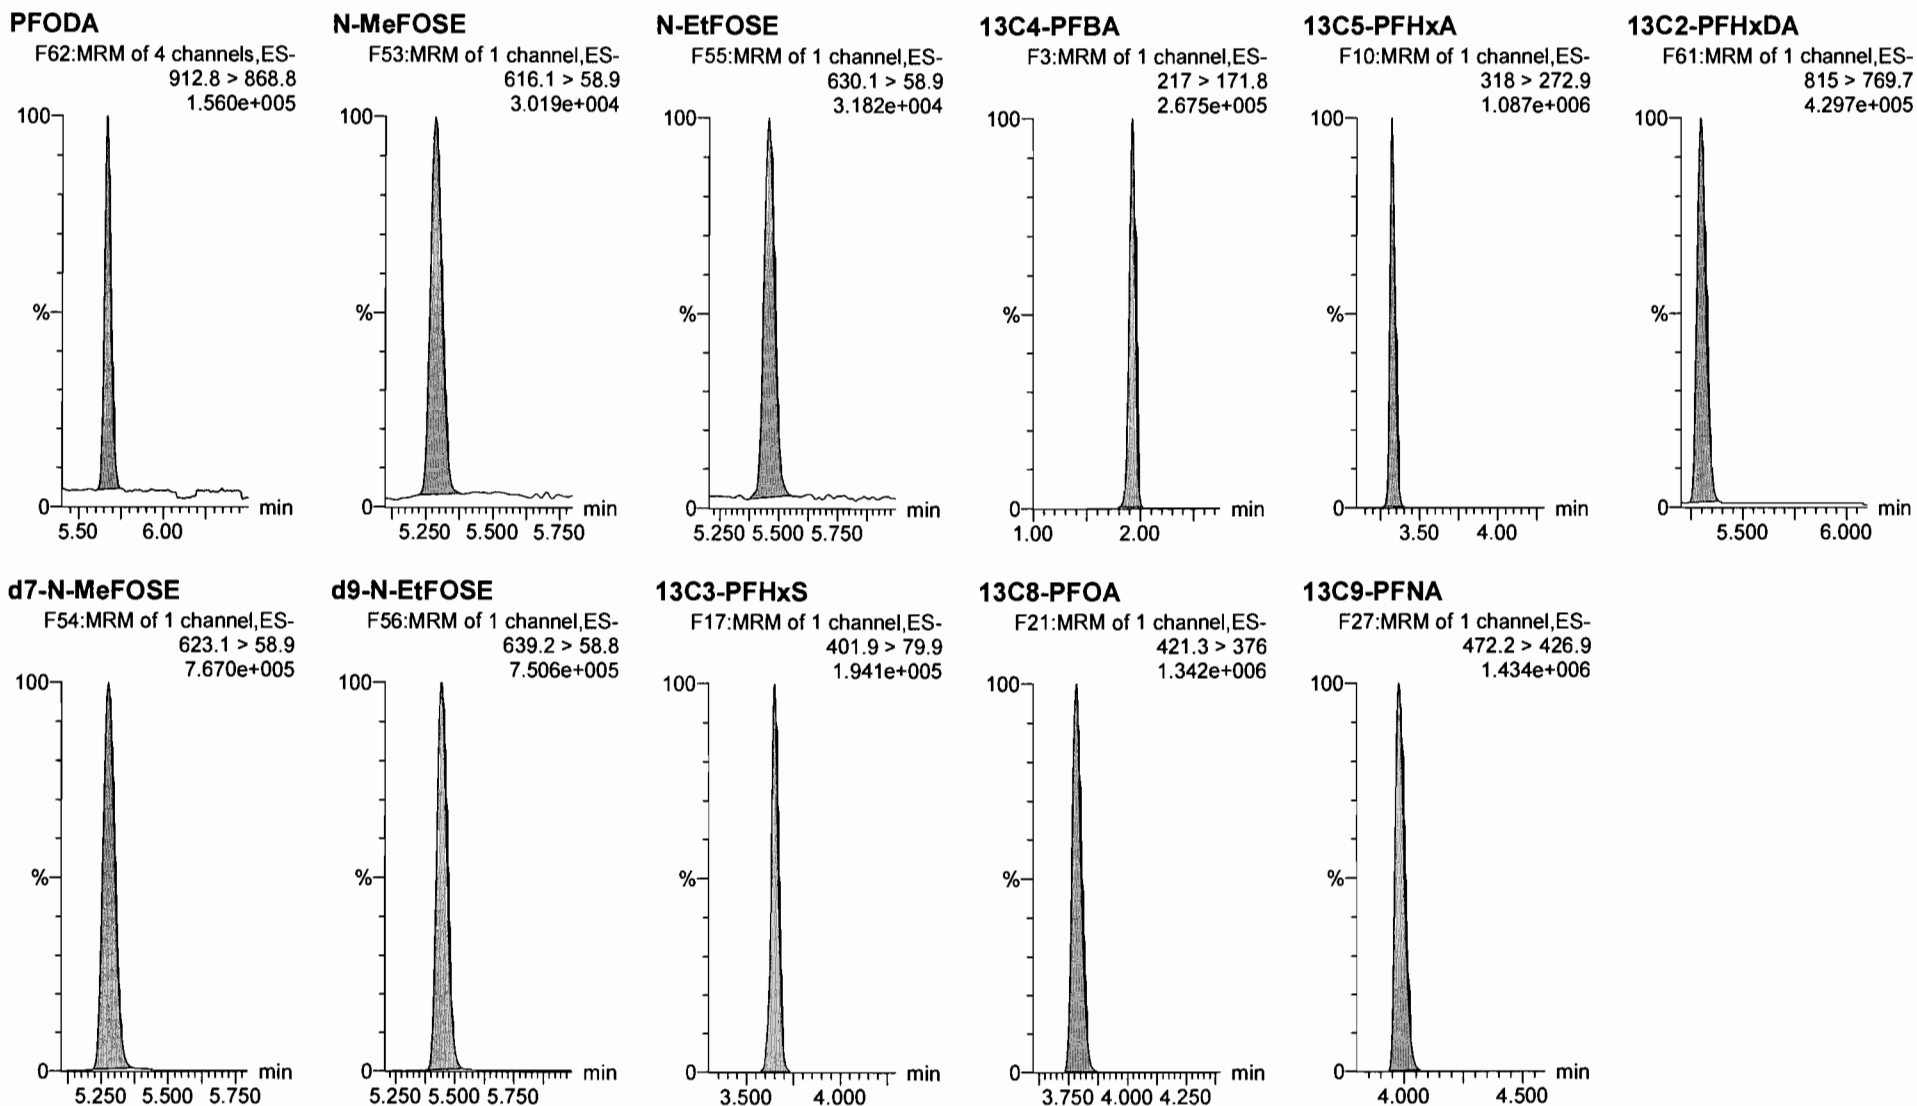 PFODA
F62:MRM of 4 channels,ES-
912.8 > 868.8
1.560e+005
100
%
0
min
5.50 6.00
N-MeFOSE
F53:MRM of 1 channel,ES-
616.1 > 58.9
3.019e+004
100
%
0
min
5.250 5.500 5.750
N-EtFOSE
F55:MRM of 1 channel,ES-
630.1 > 58.9
3.182e+004
100
%
0
min
5.250 5.500 5.750
13C4-PFBA
F3:MRM of 1 channel,ES-
217 > 171.8
2.675e+005
100
%
0
min
1.00 2.00
13C5-PFHxA
F10:MRM of 1 channel,ES-
318 > 272.9
1.087e+006
100
%
0
min
3.50 4.00
13C2-PFHxDA
F61:MRM of 1 channel,ES-
815 > 769.7
4.297e+005
100
%
0
min
5.500 6.000
d7-N-MeFOSE
F54:MRM of 1 channel,ES-
623.1 > 58.9
7.670e+005
100
%
0
min
5.250 5.500 5.750
d9-N-EtFOSE
F56:MRM of 1 channel,ES-
639.2 > 58.8
7.506e+005
100
%
0
min
5.250 5.500 5.750
13C3-PFHxS
F17:MRM of 1 channel,ES-
401.9 > 79.9
1.941e+005
100
%
0
min
3.500 4.000
13C8-PFOA
F21:MRM of 1 channel,ES-
421.3 > 376
1.342e+006
100
%
0
min
3.750 4.000 4.250
13C9-PFNA
F27:MRM of 1 channel,ES-
472.2 > 426.9
1.434e+006
100
%
0
min
4.000 4.500